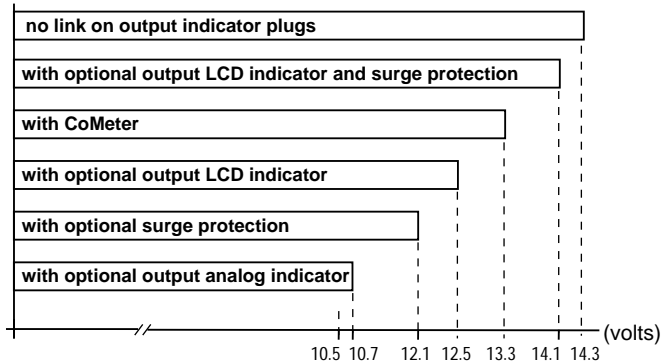 no link on output indicator plugs
with optional output LCD indicator and surge protection
with CoMeter
with optional output LCD indicator
with optional surge protection
with optional output analog indicator
(volts)
10.5 10.7 12.1 12.5 13.3 14.1 14.3